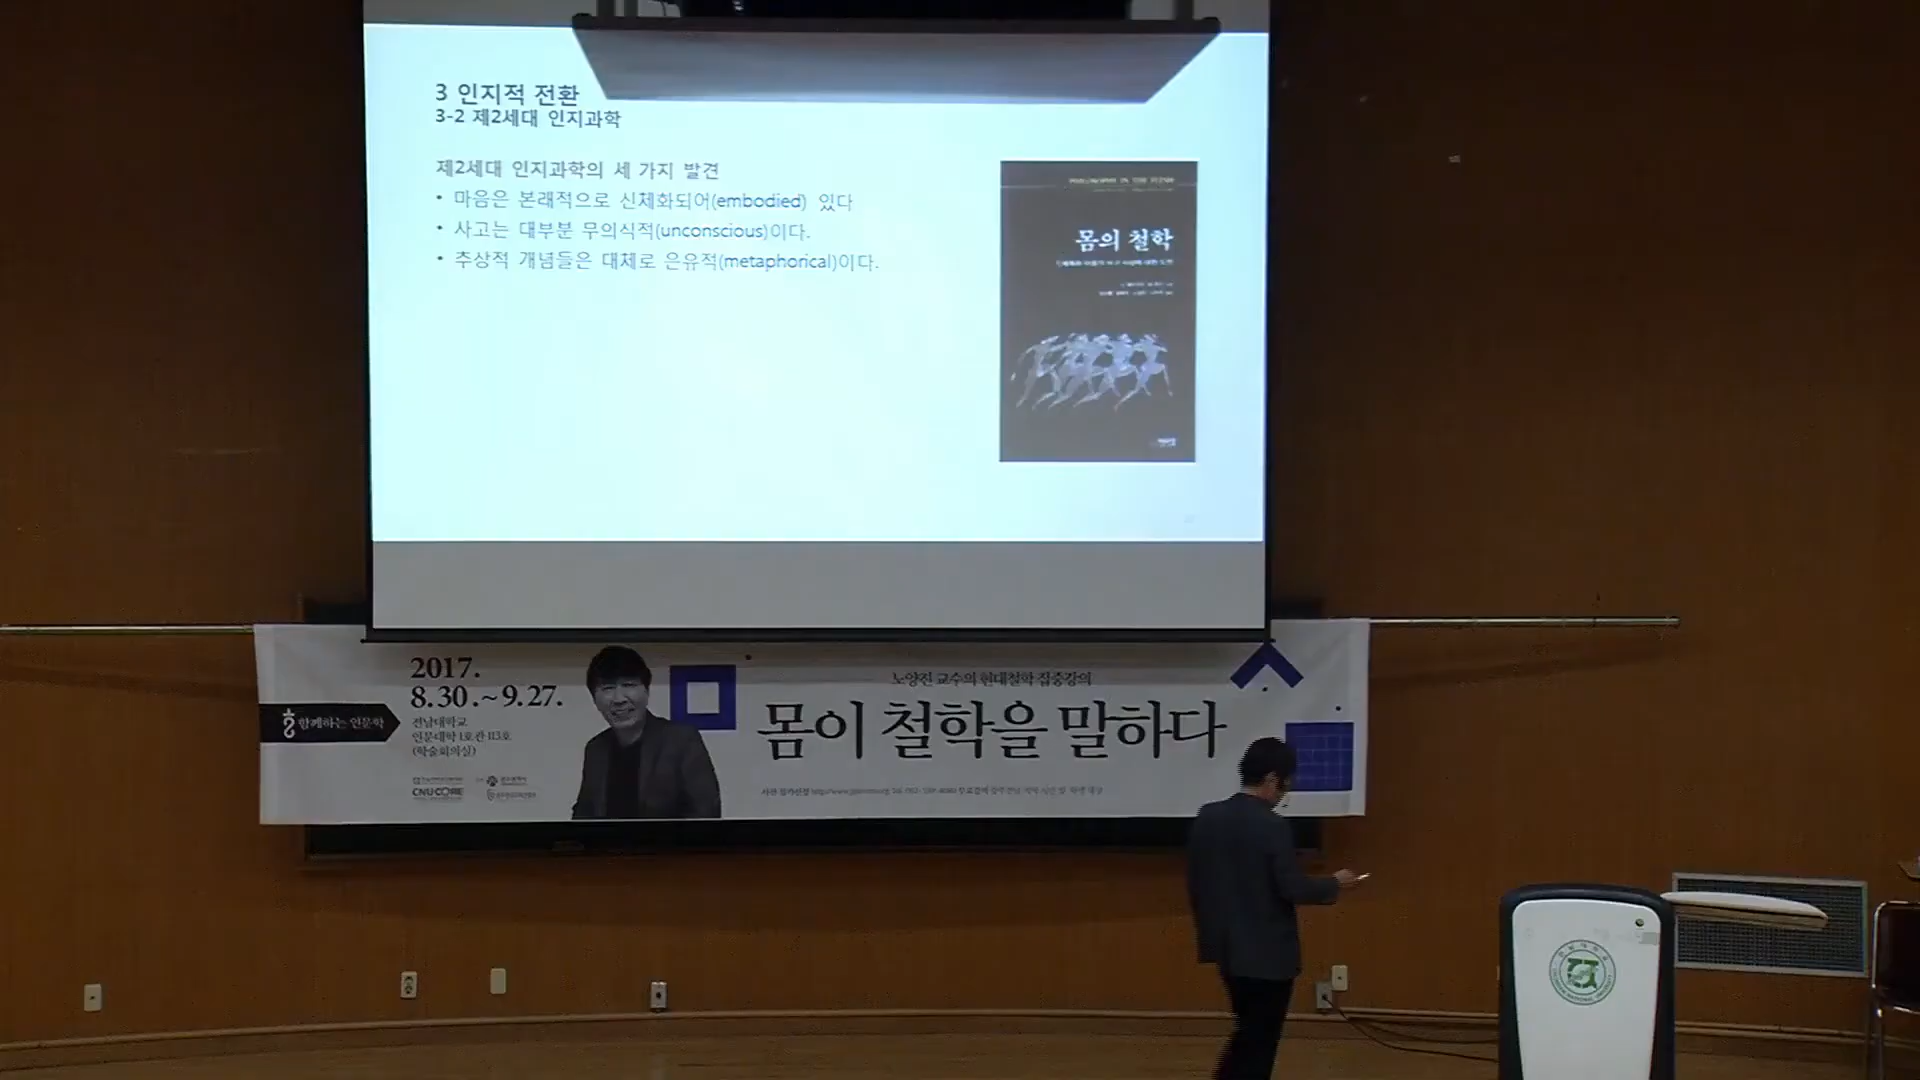 3 인지적 전환
3-2 제2세대 인지과학
제2세대 인지과학의 세 가지 발견
• 마음은 본래적으로 신체화되어(embodied) 있다
• 사고는 대부분 무의식적(unconscious)이다.
• 추상적 개념들은 대체로 은유적(metaphorical)이다.
PHILOSOPHY IN THE FLESH
몸의 철학
함께하는 인문학
2017.
8.30.~9.27.
전남대학교
인문대학 1호관 113호
(학술회의실)
CNU CORE
노양진 교수의 현대철학 집중강의
몸이 철학을 말하다